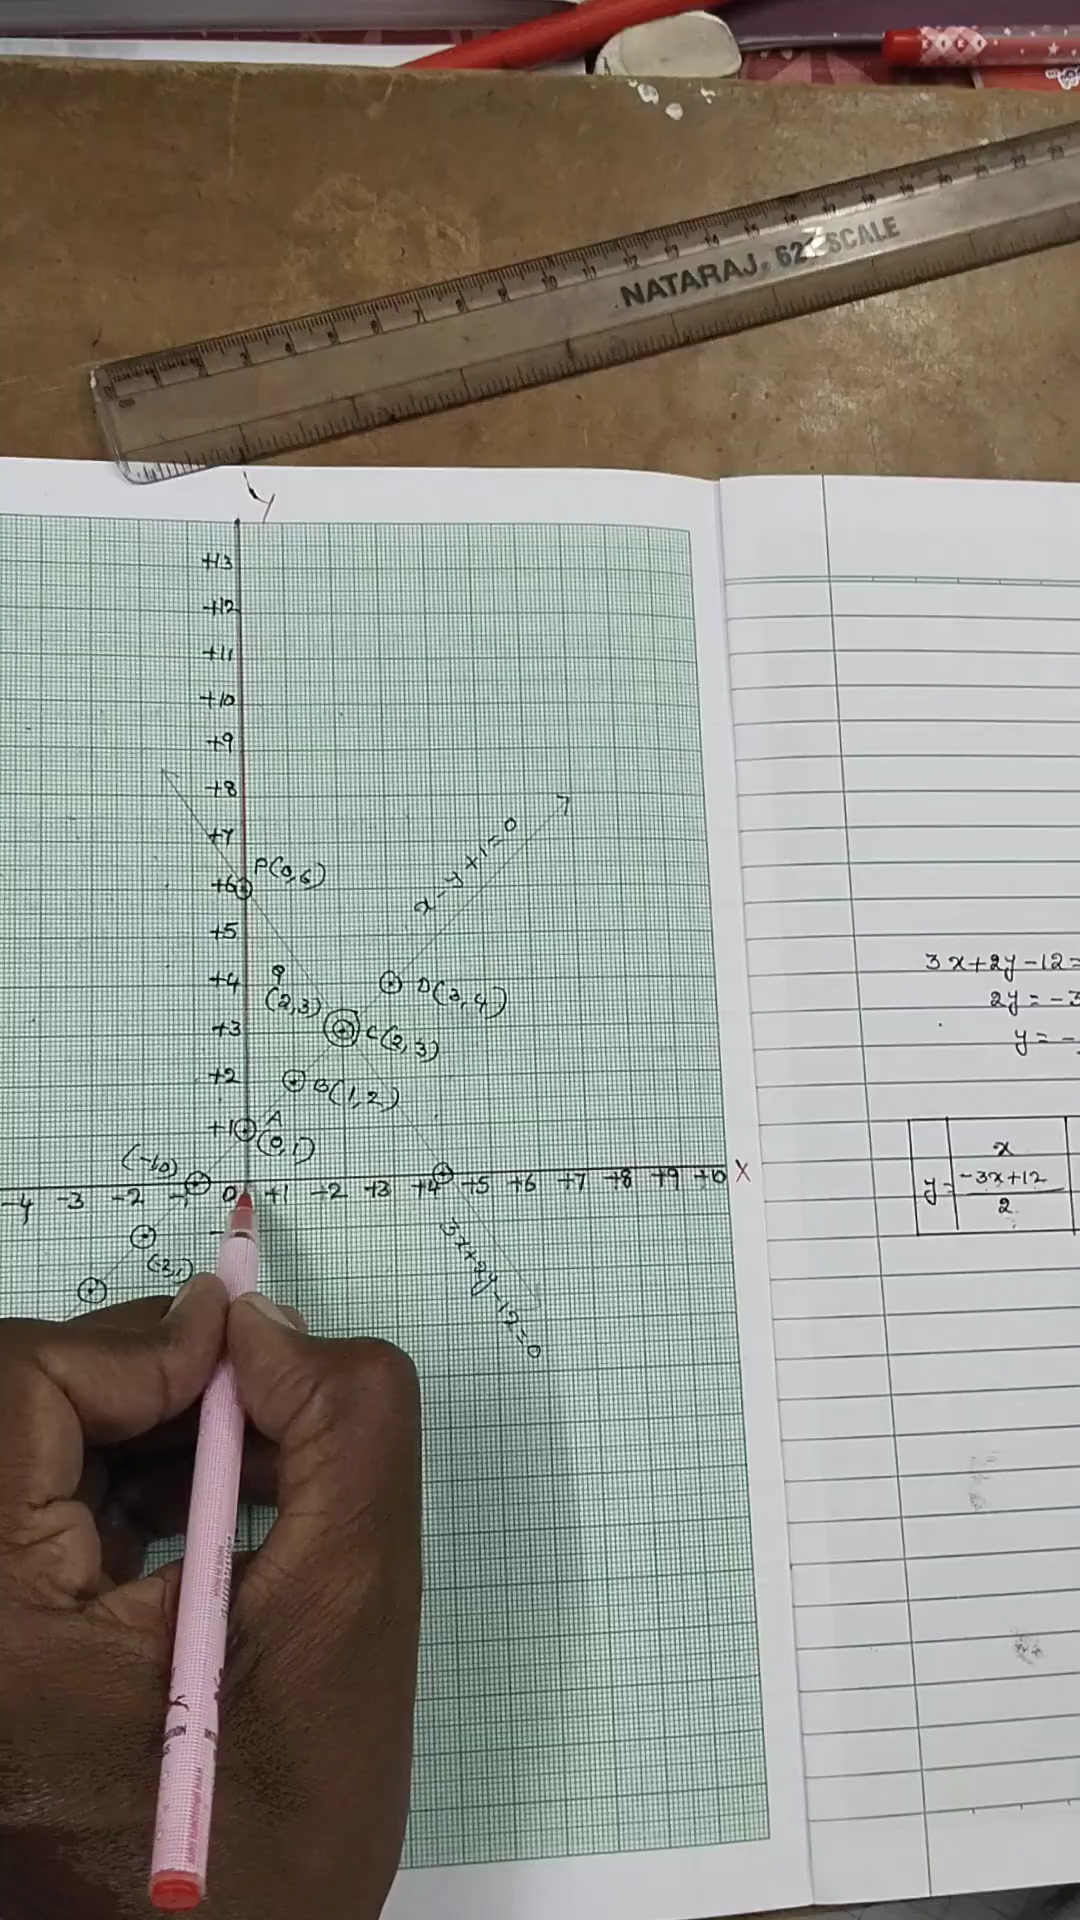 NATARAJ 621 SCALE
Y
+13
+12
+11
+10
+9
+8
+7
+6
P(0,6)
+5
+4
+3
+2
+1
x-y+1=0
D(3,4)
Q
(2,3)
C(2,3)
B(1,2)
A
(0,1)
(-1,0)
-4 -3 -2 -1 0 +1 +2 +3 +4 +5 +6 +7 +8 +9 +10 X
3x+2y-12=0
3x+2y-12=
2y=-3
y=-
x
y=
-3x+12
2